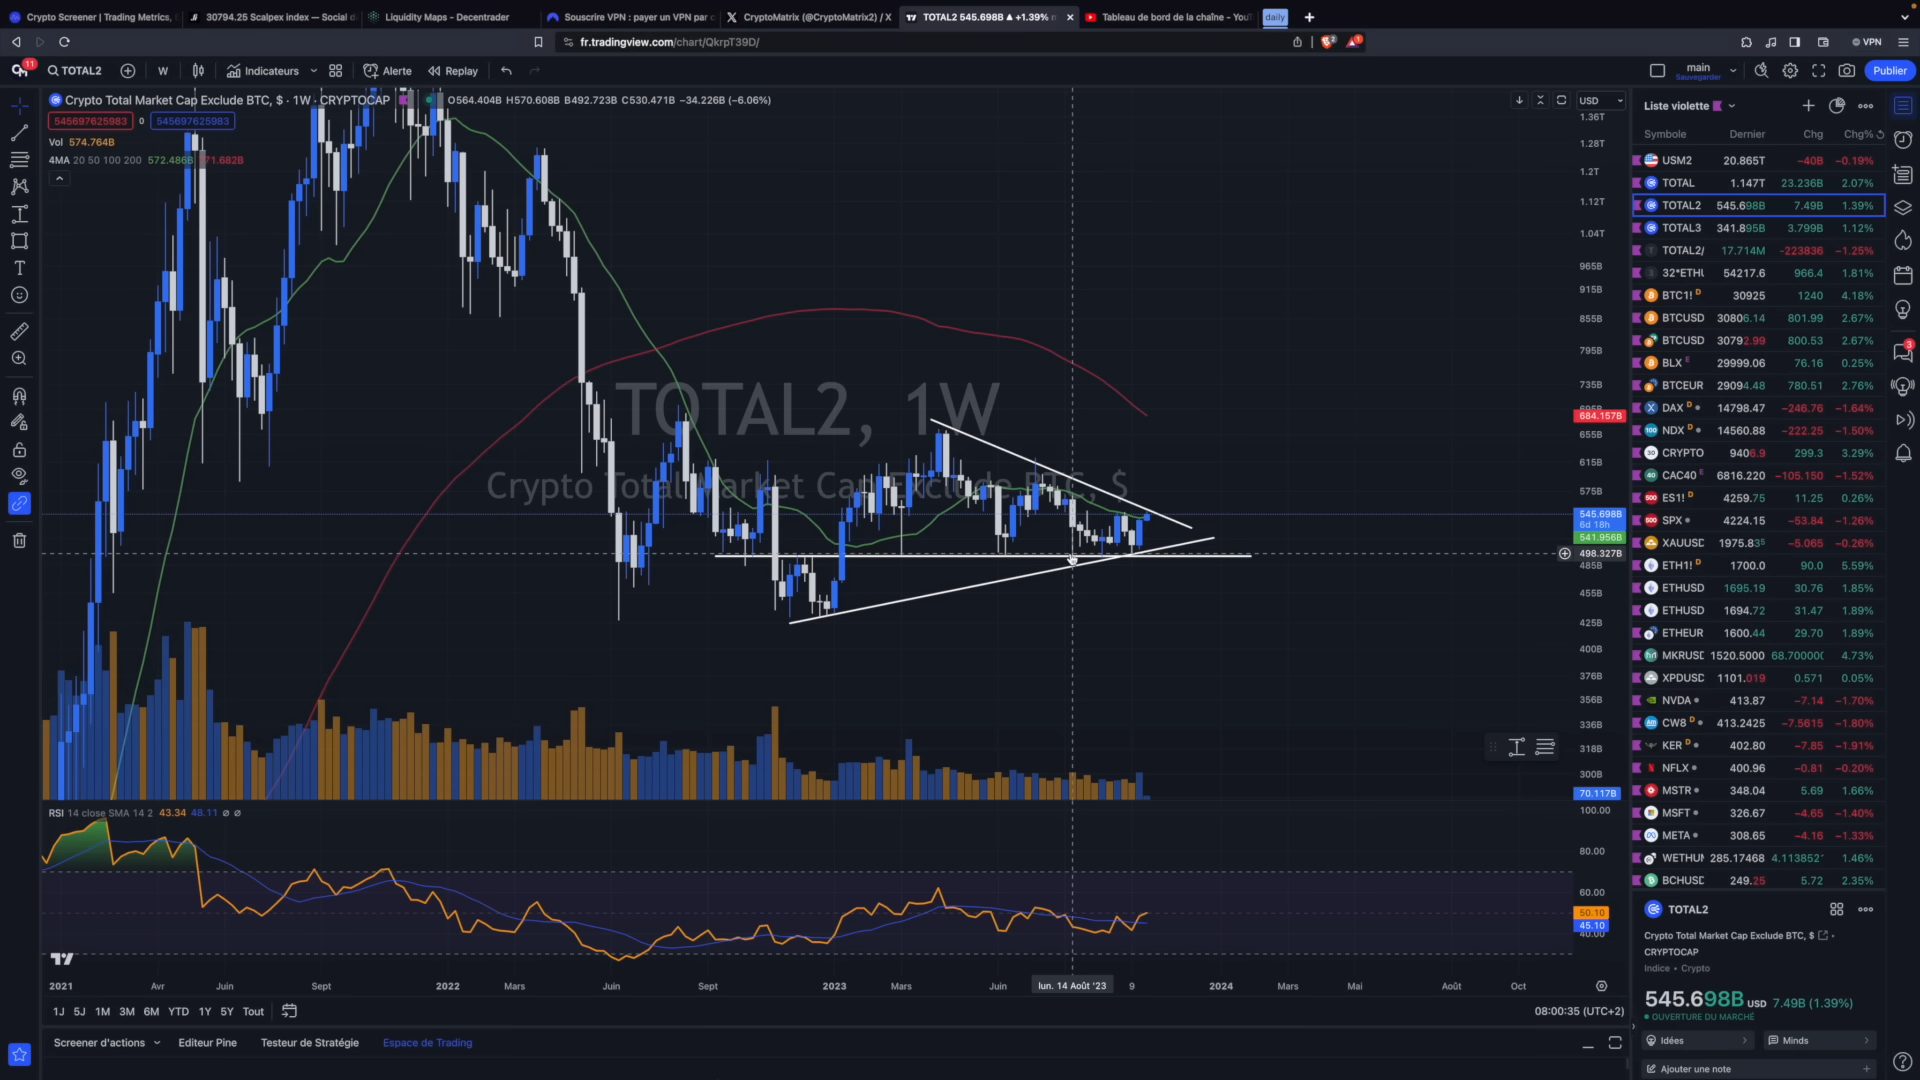 Crypto Screener | Trading Metrics,
30794.25 Scalpex index — Social d
Liquidity Maps - Decentrader
Souscrire VPN : payer un VPN par c
CryptoMatrix (@CryptoMatrix2) / X
TOTAL2 545.698B ▲ +1.39%
Tableau de bord de la chaîne - You
daily
fr.tradingview.com/chart/QkrpT39D/
2
1
VPN
11
TOTAL2
W
Indicateurs
Alerte
Replay
main
Sauvegarder
Publier
Crypto Total Market Cap Exclude BTC, $ · 1W · CRYPTOCAP
O564.404B H570.608B B492.723B C530.471B −34.226B (−6.06%)
545697625983 0 545697625983
Vol 574.764B
4MA 20 50 100 200 572.486B 71.682B
TOTAL2, 1W
Crypto Total Market Cap Exclude BTC, $
USD
1.36T
1.28T
1.2T
1.12T
1.04T
965B
915B
855B
795B
735B
695B
684.157B
655B
615B
575B
545.698B
6d 18h
541.956B
498.327B
485B
455B
425B
400B
376B
356B
336B
318B
300B
70.117B
RSI 14 close SMA 14 2 43.34 48.11 ∅ ∅
100.00
80.00
60.00
50.10
45.10
40.00
2021 Avr Juin Sept 2022 Mars Juin Sept 2023 Mars Juin lun. 14 Août '23 9 2024 Mars Mai Août Oct
1J 5J 1M 3M 6M YTD 1Y 5Y Tout
08:00:35 (UTC+2)
Screener d'actions
Editeur Pine
Testeur de Stratégie
Espace de Trading
Liste violette
Symbole Dernier Chg Chg%
USM2 20.865T −40B −0.19%
TOTAL 1.147T 23.236B 2.07%
TOTAL2 545.698B 7.49B 1.39%
TOTAL3 341.895B 3.799B 1.12%
TOTAL2/ 17.714M −223836 −1.25%
32*ETHU 54217.6 966.4 1.81%
BTC1! D 30925 1240 4.18%
BTCUSD 30806.14 801.99 2.67%
BTCUSD 30792.99 800.53 2.67%
BLX E 29999.06 76.16 0.25%
BTCEUR 29094.48 780.51 2.76%
DAX D 14798.47 −246.76 −1.64%
NDX D 14560.88 −222.25 −1.50%
CRYPTO 9406.9 299.3 3.29%
CAC40 E 6816.220 −105.150 −1.52%
ES1! D 4259.75 11.25 0.26%
SPX 4224.15 −53.84 −1.26%
XAUUSD 1975.835 −5.065 −0.26%
ETH1! D 1700.0 90.0 5.59%
ETHUSD 1695.19 30.76 1.85%
ETHUSD 1694.72 31.47 1.89%
ETHEUR 1600.44 29.70 1.89%
MKRUSD 1520.5000 68.70000 4.73%
XPDUSD 1101.019 0.571 0.05%
NVDA 413.87 −7.14 −1.70%
CW8 D 413.2425 −7.5615 −1.80%
KER D 402.80 −7.85 −1.91%
NFLX 400.96 −0.81 −0.20%
MSTR 348.04 5.69 1.66%
MSFT 326.67 −4.65 −1.40%
META 308.65 −4.16 −1.33%
WETHUH 285.17468 4.113852 1.46%
BCHUSD 249.25 5.72 2.35%
3
TOTAL2
Crypto Total Market Cap Exclude BTC, $
CRYPTOCAP
Indice • Crypto
545.698B USD 7.49B (1.39%)
OUVERTURE DU MARCHÉ
Idées
Minds
Ajouter une note